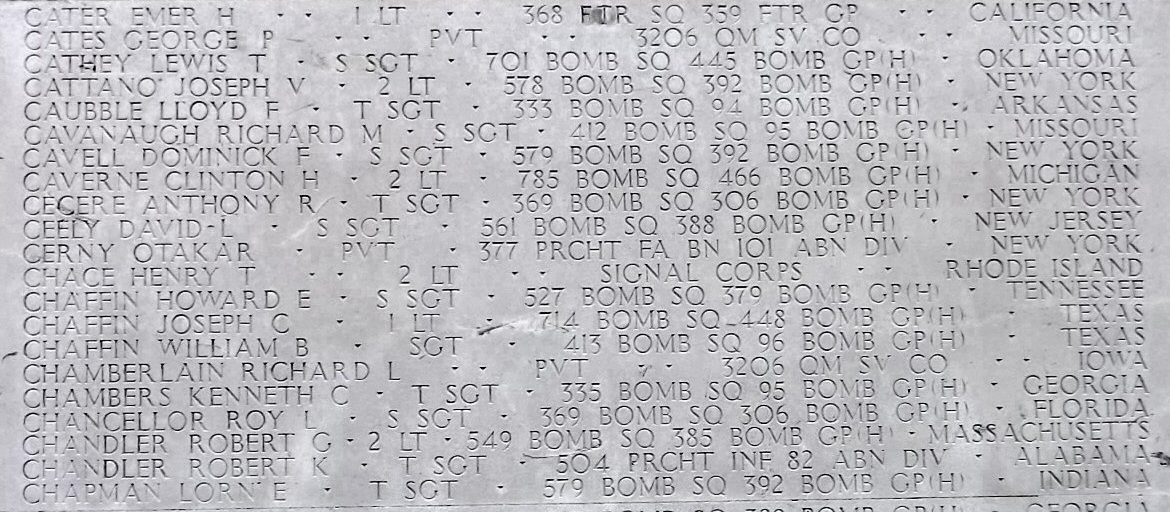 CATER EMER H · · 1 LT · · 368 FTR SQ 359 FTR GP · · CALIFORNIA
CATES GEORGE P · · PVT · · 3206 QM SV CO · · MISSOURI
CATHEY LEWIS T · S SGT · 701 BOMB SQ 445 BOMB GP(H) · OKLAHOMA
CATTANO JOSEPH V · 2 LT · 578 BOMB SQ 392 BOMB GP(H) · NEW YORK
CAUBBLE LLOYD F · T SGT · 333 BOMB SQ 94 BOMB GP(H) · ARKANSAS
CAVANAUGH RICHARD M · S SGT · 412 BOMB SQ 95 BOMB GP(H) · MISSOURI
CAVELL DOMINICK F · S SGT · 579 BOMB SQ 392 BOMB GP(H) · NEW YORK
CAVERNE CLINTON H · 2 LT · 785 BOMB SQ 466 BOMB GP(H) · MICHIGAN
CECERE ANTHONY R · T SGT · 369 BOMB SQ 306 BOMB GP(H) · NEW YORK
CEELY DAVID L · S SGT · 561 BOMB SQ 388 BOMB GP(H) · NEW JERSEY
CERNY OTAKAR · PVT · 377 PRCHT FA BN 101 ABN DIV · NEW YORK
CHACE HENRY T · · 2 LT · · SIGNAL CORPS · · RHODE ISLAND
CHAFFIN HOWARD E · S SGT · 527 BOMB SQ 379 BOMB GP(H) · TENNESSEE
CHAFFIN JOSEPH C · 1 LT · 714 BOMB SQ 448 BOMB GP(H) · TEXAS
CHAFFIN WILLIAM B · SGT · 413 BOMB SQ 96 BOMB GP(H) · TEXAS
CHAMBERLAIN RICHARD L · · PVT · · 3206 QM SV CO · · IOWA
CHAMBERS KENNETH C · T SGT · 335 BOMB SQ 95 BOMB GP(H) · GEORGIA
CHANCELLOR ROY L · S SGT · 369 BOMB SQ 306 BOMB GP(H) · FLORIDA
CHANDLER ROBERT G · 2 LT · 549 BOMB SQ 385 BOMB GP(H) · MASSACHUSETTS
CHANDLER ROBERT K · T SGT · 504 PRCHT INF 82 ABN DIV · ALABAMA
CHAPMAN LORN E · T SGT · 579 BOMB SQ 392 BOMB GP(H) · INDIANA